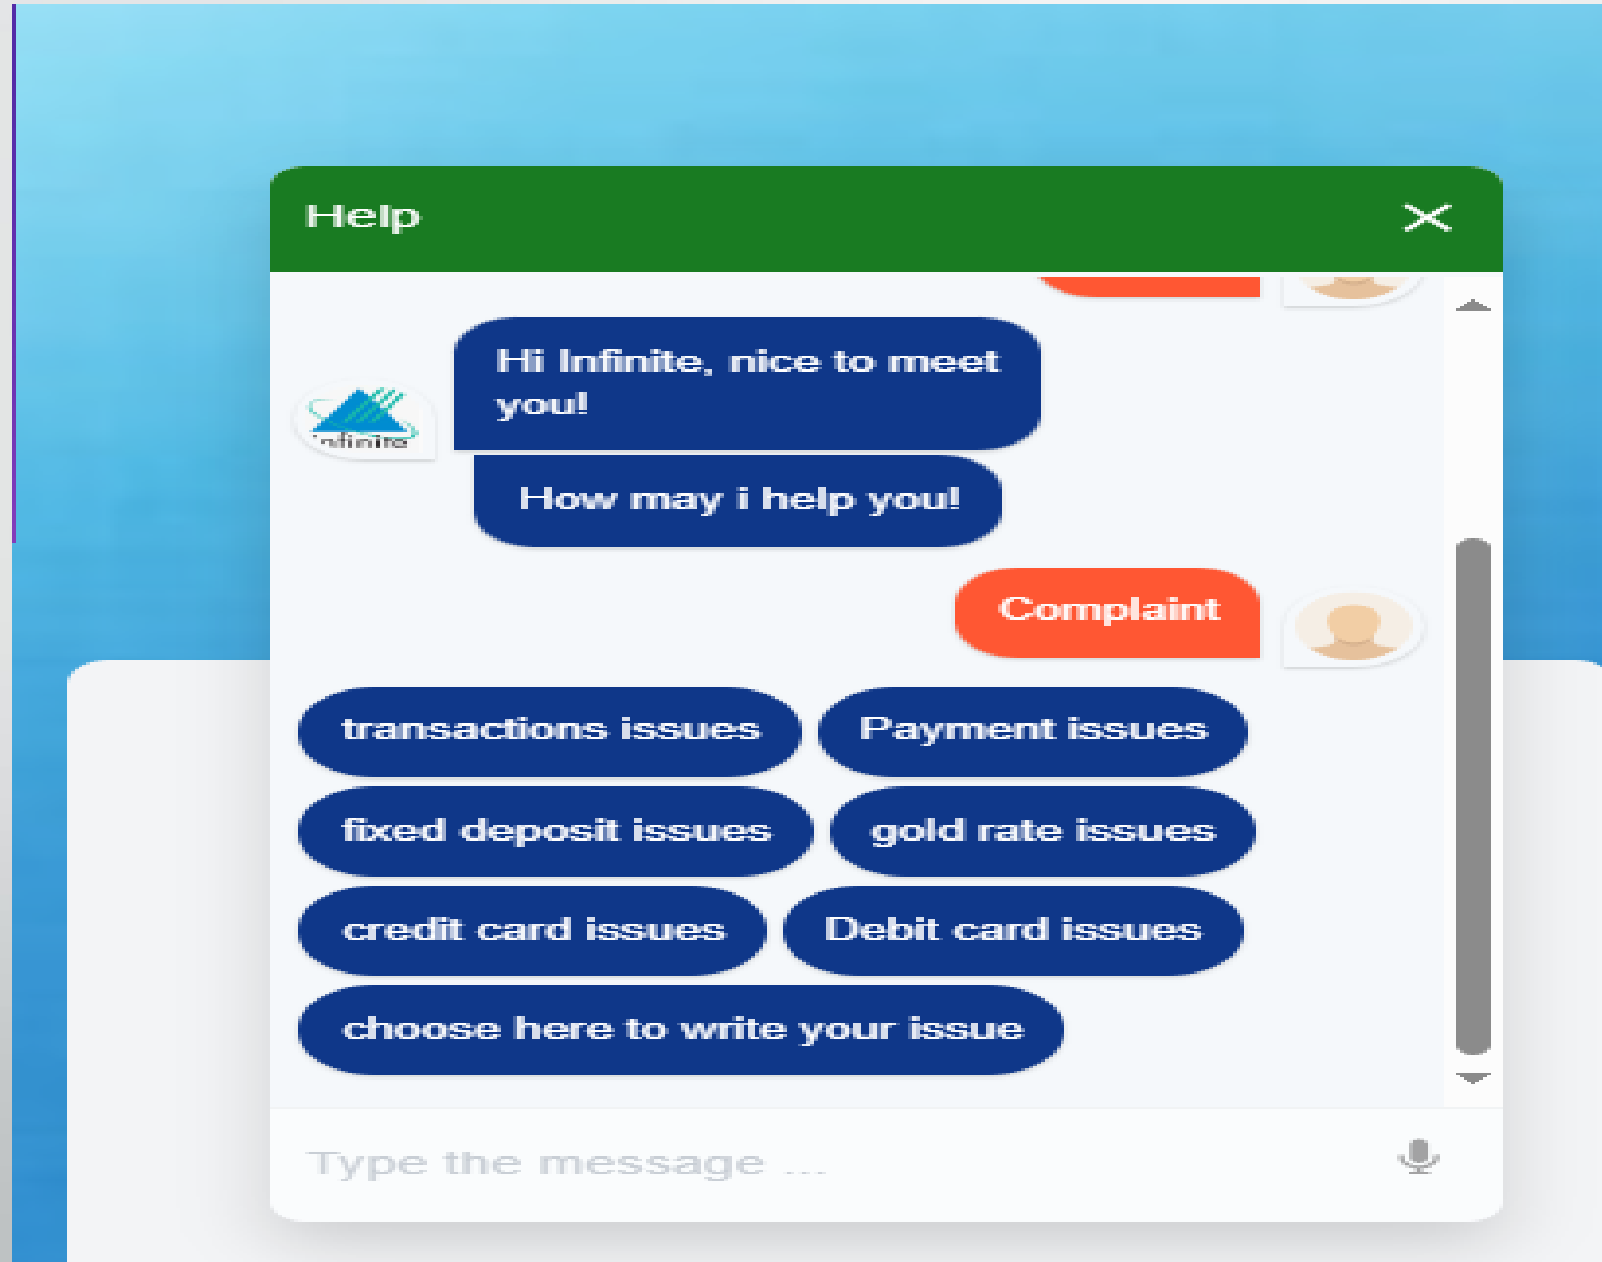 Help
Hi Infinite, nice to meet
you!
infinite
How may i help you!
Complaint
transactions issues
Payment issues
fixed deposit issues
gold rate issues
credit card issues
Debit card issues
choose here to write your issue
Type the message ...